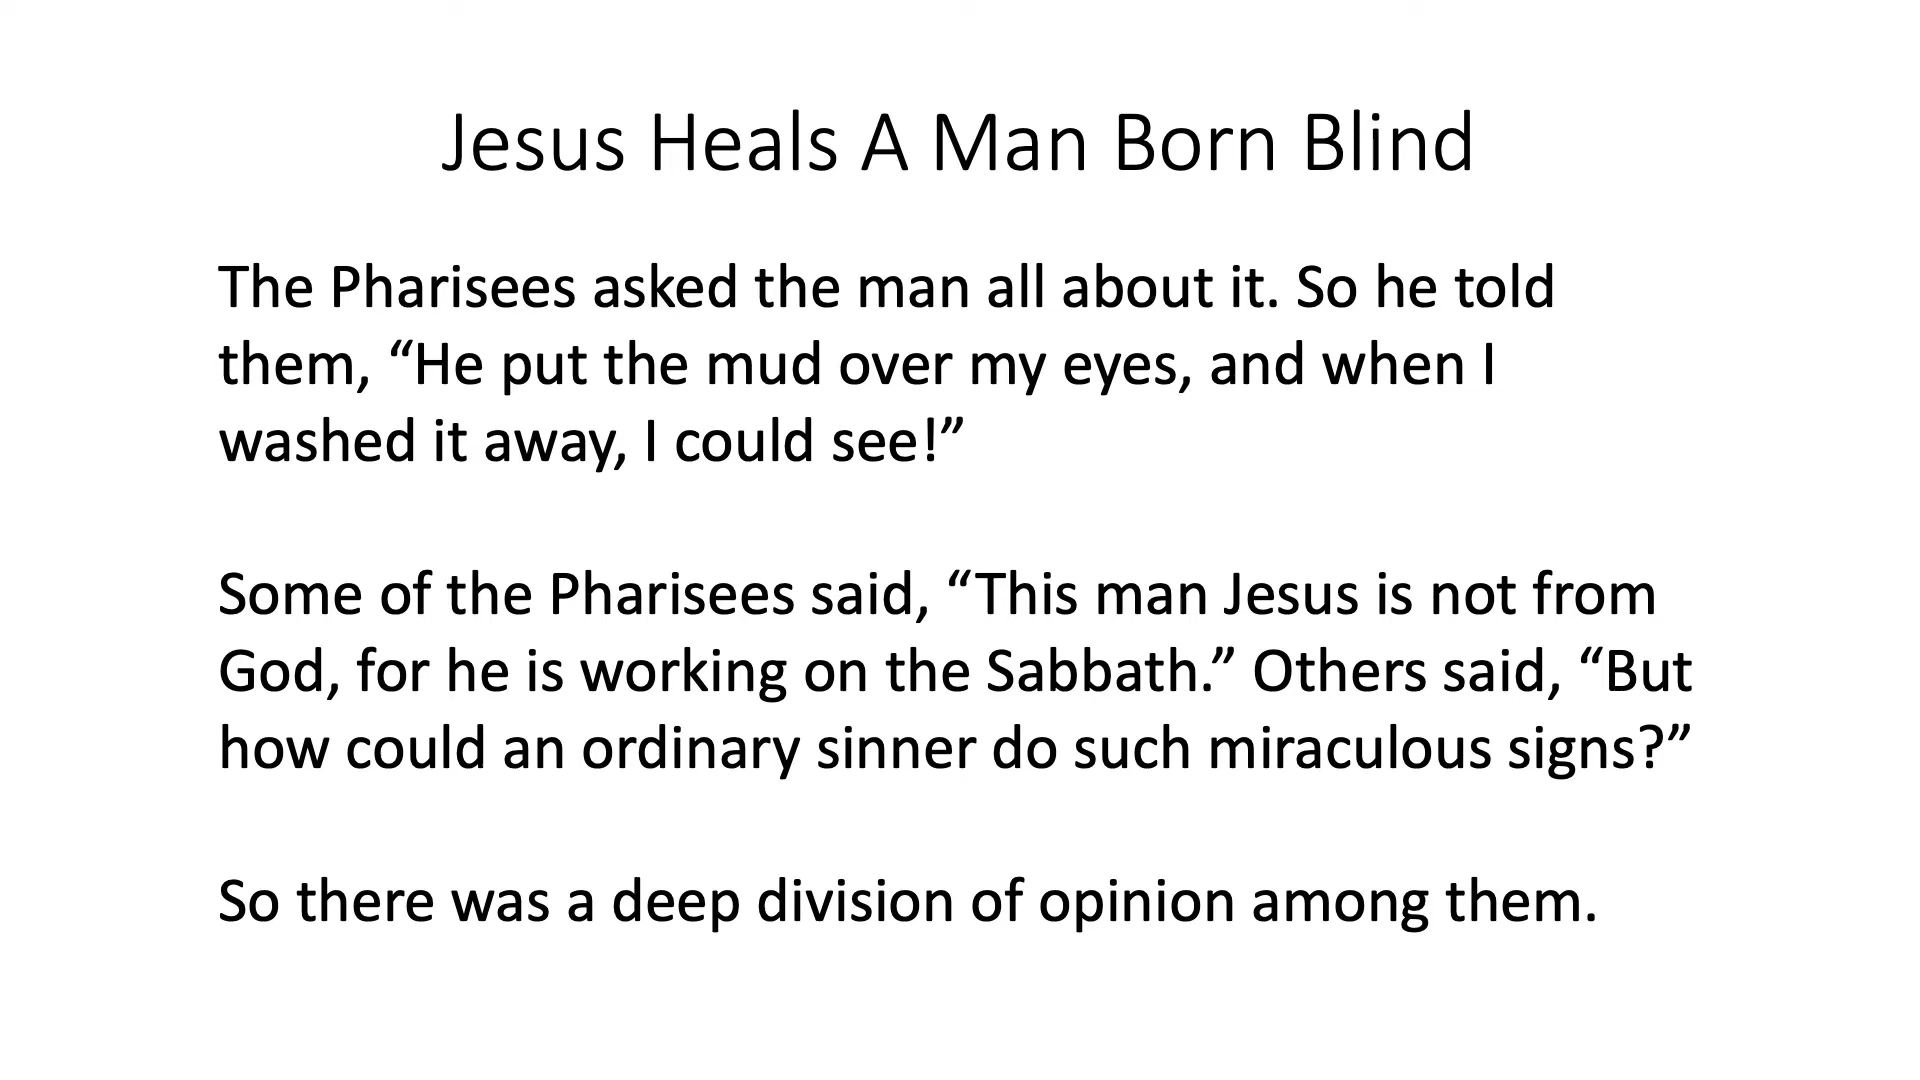 Jesus Heals A Man Born Blind
The Pharisees asked the man all about it. So he told
them, “He put the mud over my eyes, and when I
washed it away, I could see!”
Some of the Pharisees said, “This man Jesus is not from
God, for he is working on the Sabbath.” Others said, “But
how could an ordinary sinner do such miraculous signs?”
So there was a deep division of opinion among them.